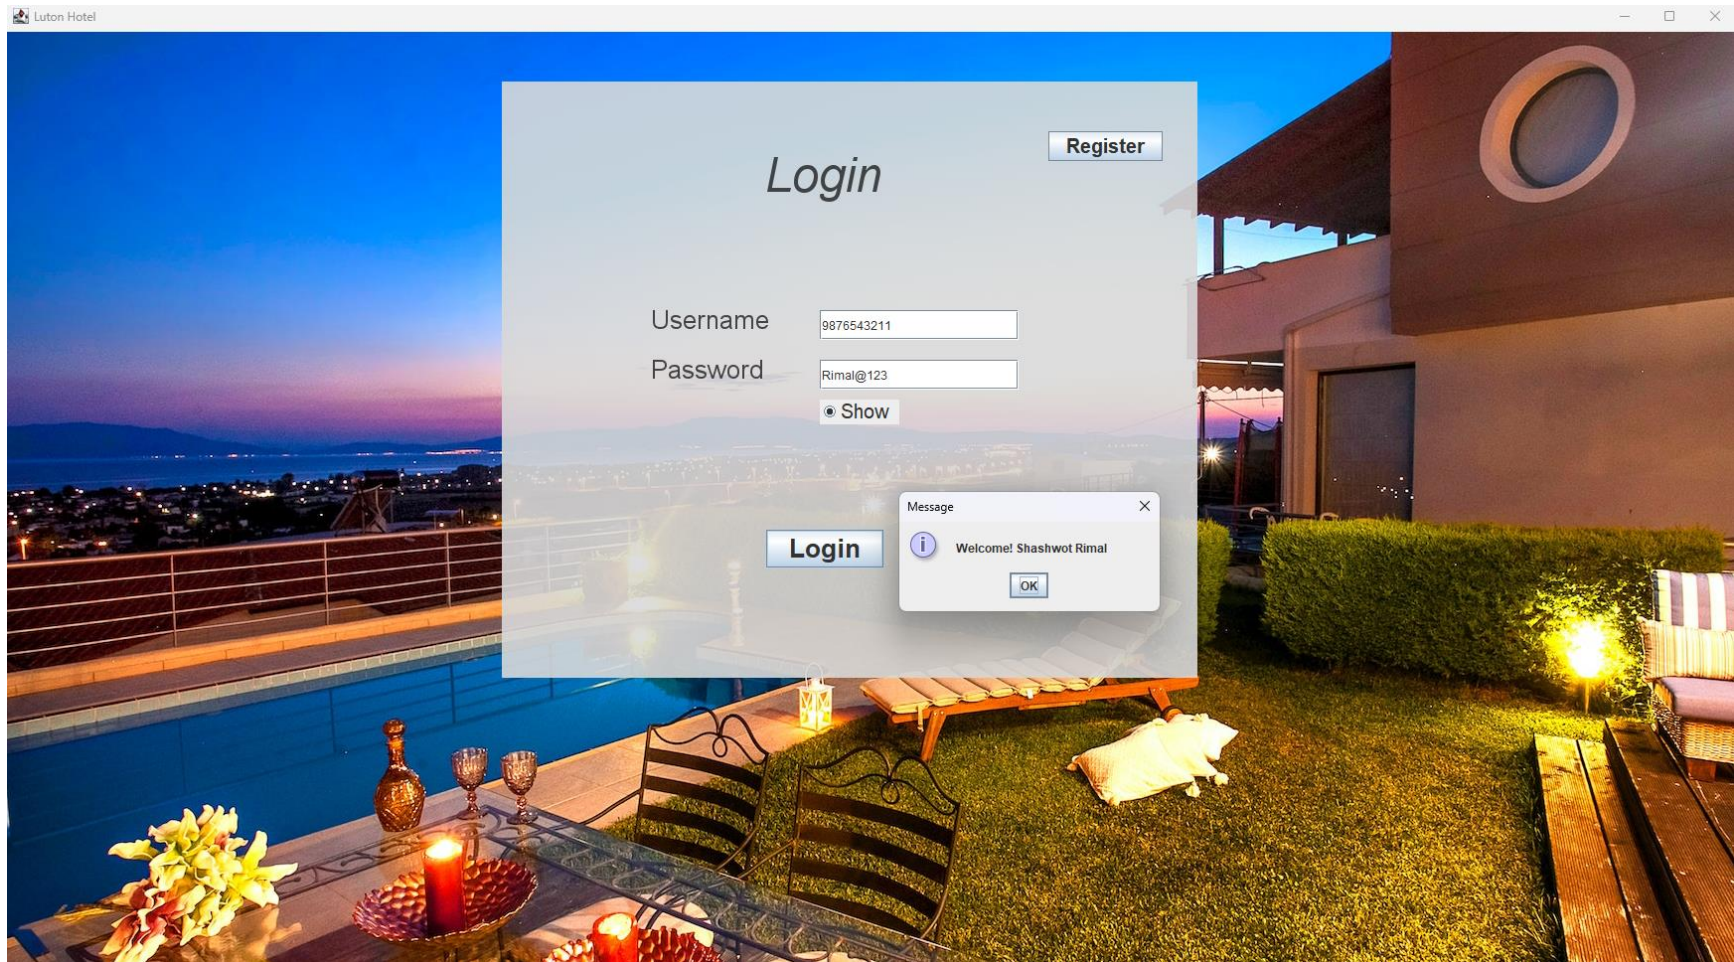 Luton Hotel
Register
Login
Username
9876543211
Password
Rimal@123
Show
Message
Welcome! Shashwot Rimal
Login
OK